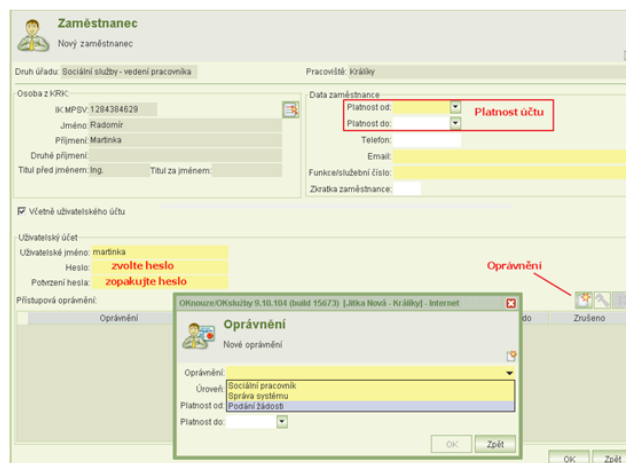 Zaměstnanec
Nový zaměstnanec
Druh úřadu: Sociální služby - vedení pracovníka Pracoviště: Králíky
Osoba z KRK:
IK MPSV: 1284384629
Jméno: Radomír
Příjmení: Martinka
Druhé příjmení:
Titul před jménem: Ing. Titul za jménem:
Data zaměstnance
Platnost od:
Platnost do:
Platnost účtu
Telefon:
Email:
Funkce/služební číslo:
Zkratka zaměstnance:
Včetně uživatelského účtu
Uživatelský účet
Uživatelské jméno: martinka
Heslo: zvolte heslo
Potvrzení hesla: zopakujte heslo
Oprávnění
Přístupová oprávnění:
Oprávnění do Zrušeno
OKnouze/OKslužby 9.10.104 (build 15673) [Jitka Nová - Králíky] - Internet
Oprávnění
Nové oprávnění
Oprávnění:
Úroveň:
Sociální pracovník
Správa systému
Platnost od: Podání žádosti
Platnost do:
OK Zpět
OK Zpět